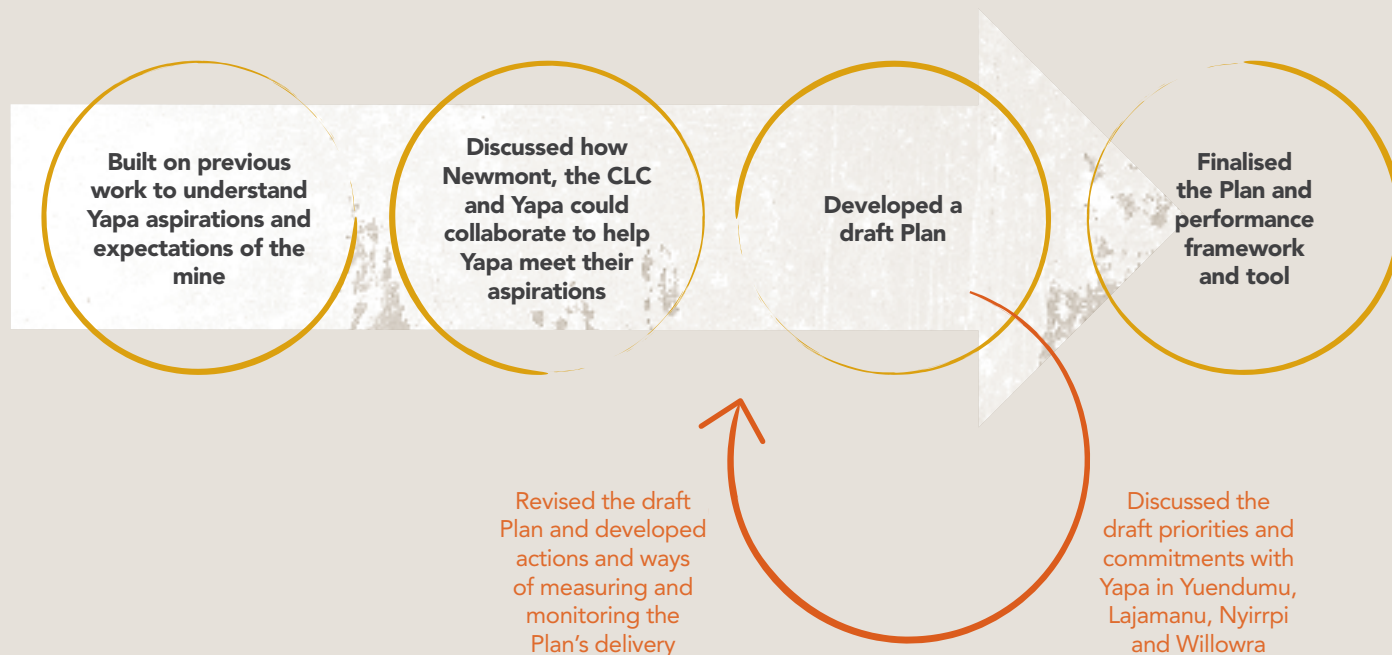 Built on previous
work to understand
Yapa aspirations and
expectations of the
mine
Discussed how
Newmont, the CLC
and Yapa could
collaborate to help
Yapa meet their
aspirations
Developed a
draft Plan
Finalised
the Plan and
performance
framework
and tool
Revised the draft
Plan and developed
actions and ways
of measuring and
monitoring the
Plan's delivery
Discussed the
draft priorities and
commitments with
Yapa in Yuendumu,
Lajamanu, Nyirrpi
and Willowra